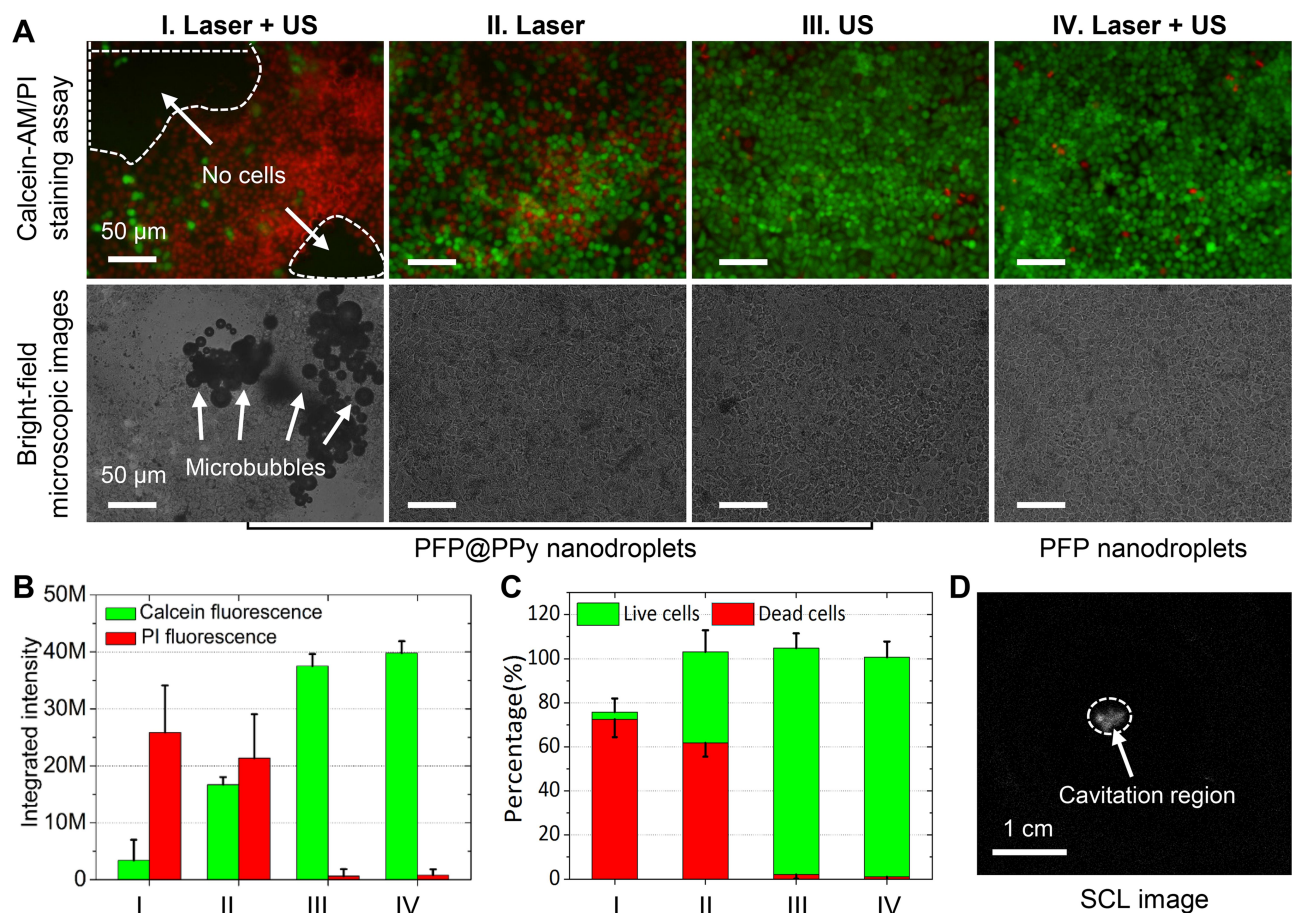 A
I. Laser + US
II. Laser
III. US
IV. Laser + US
Calcein-AM/PI
staining assay
No cells
50 µm
Bright-field
microscopic images
Microbubbles
50 µm
PFP@PPy nanodroplets
PFP nanodroplets
B
Integrated intensity
50M
40M
30M
20M
10M
0
Calcein fluorescence
PI fluorescence
I
II
III
IV
C
Percentage(%)
120
100
80
60
40
20
0
Live cells
Dead cells
I
II
III
IV
D
Cavitation region
1 cm
SCL image